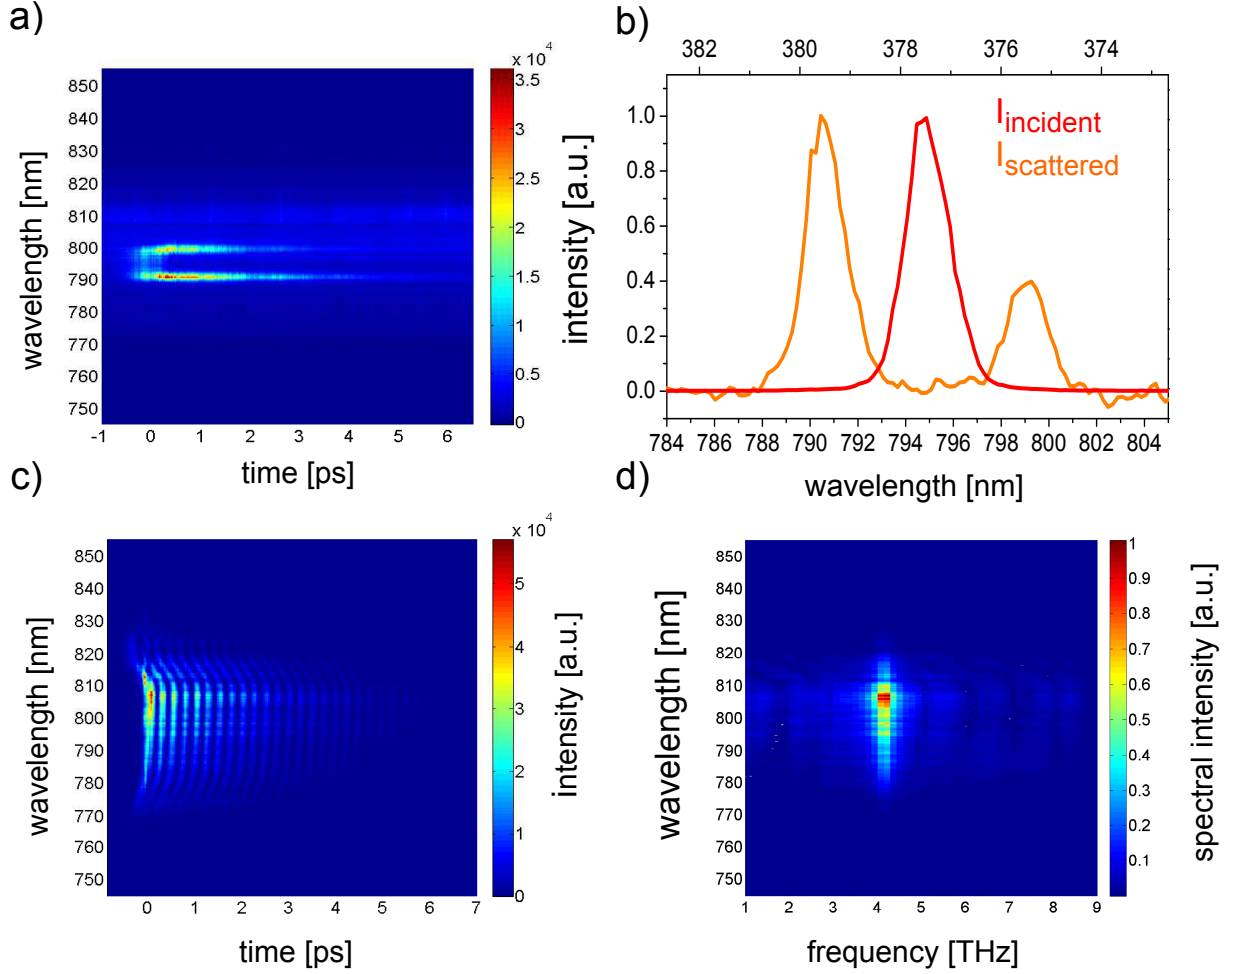 a)
x 10^4
850
840
830
820
810
800
790
780
770
760
750
wavelength [nm]
-1 0 1 2 3 4 5 6
time [ps]
3.5
3
2.5
2
1.5
1
0.5
0
intensity [a.u.]
b)
382 380 378 376 374
1.0
0.8
0.6
0.4
0.2
0.0
I_incident
I_scattered
784 786 788 790 792 794 796 798 800 802 804
wavelength [nm]
c)
x 10^4
850
840
830
820
810
800
790
780
770
760
750
wavelength [nm]
0 1 2 3 4 5 6 7
time [ps]
5
4
3
2
1
0
intensity [a.u.]
d)
850
840
830
820
810
800
790
780
770
760
750
wavelength [nm]
1 2 3 4 5 6 7 8 9
frequency [THz]
1
0.9
0.8
0.7
0.6
0.5
0.4
0.3
0.2
0.1
spectral intensity [a.u.]